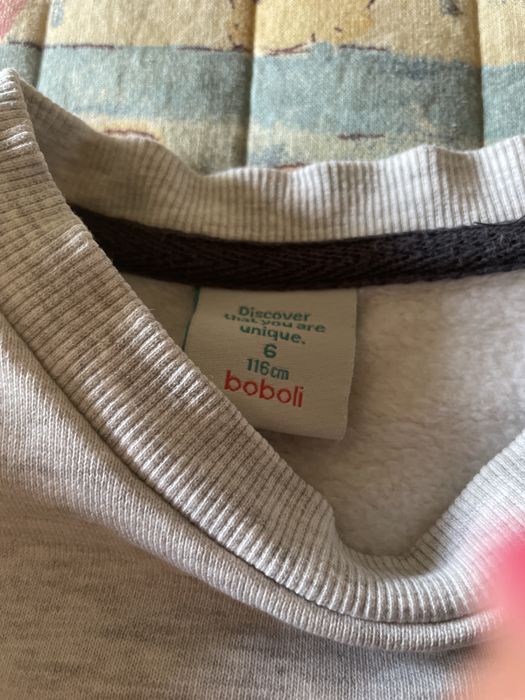 Discover
that you are
unique.
6
116cm
boboli